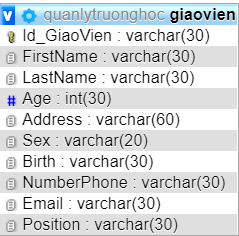 v quanlytruonghoc giaovien
Id_GiaoVien : varchar(30)
FirstName : varchar(30)
LastName : varchar(30)
# Age : int(30)
Address : varchar(60)
Sex : varchar(20)
Birth : varchar(30)
NumberPhone : varchar(30)
Email : varchar(30)
Position : varchar(30)